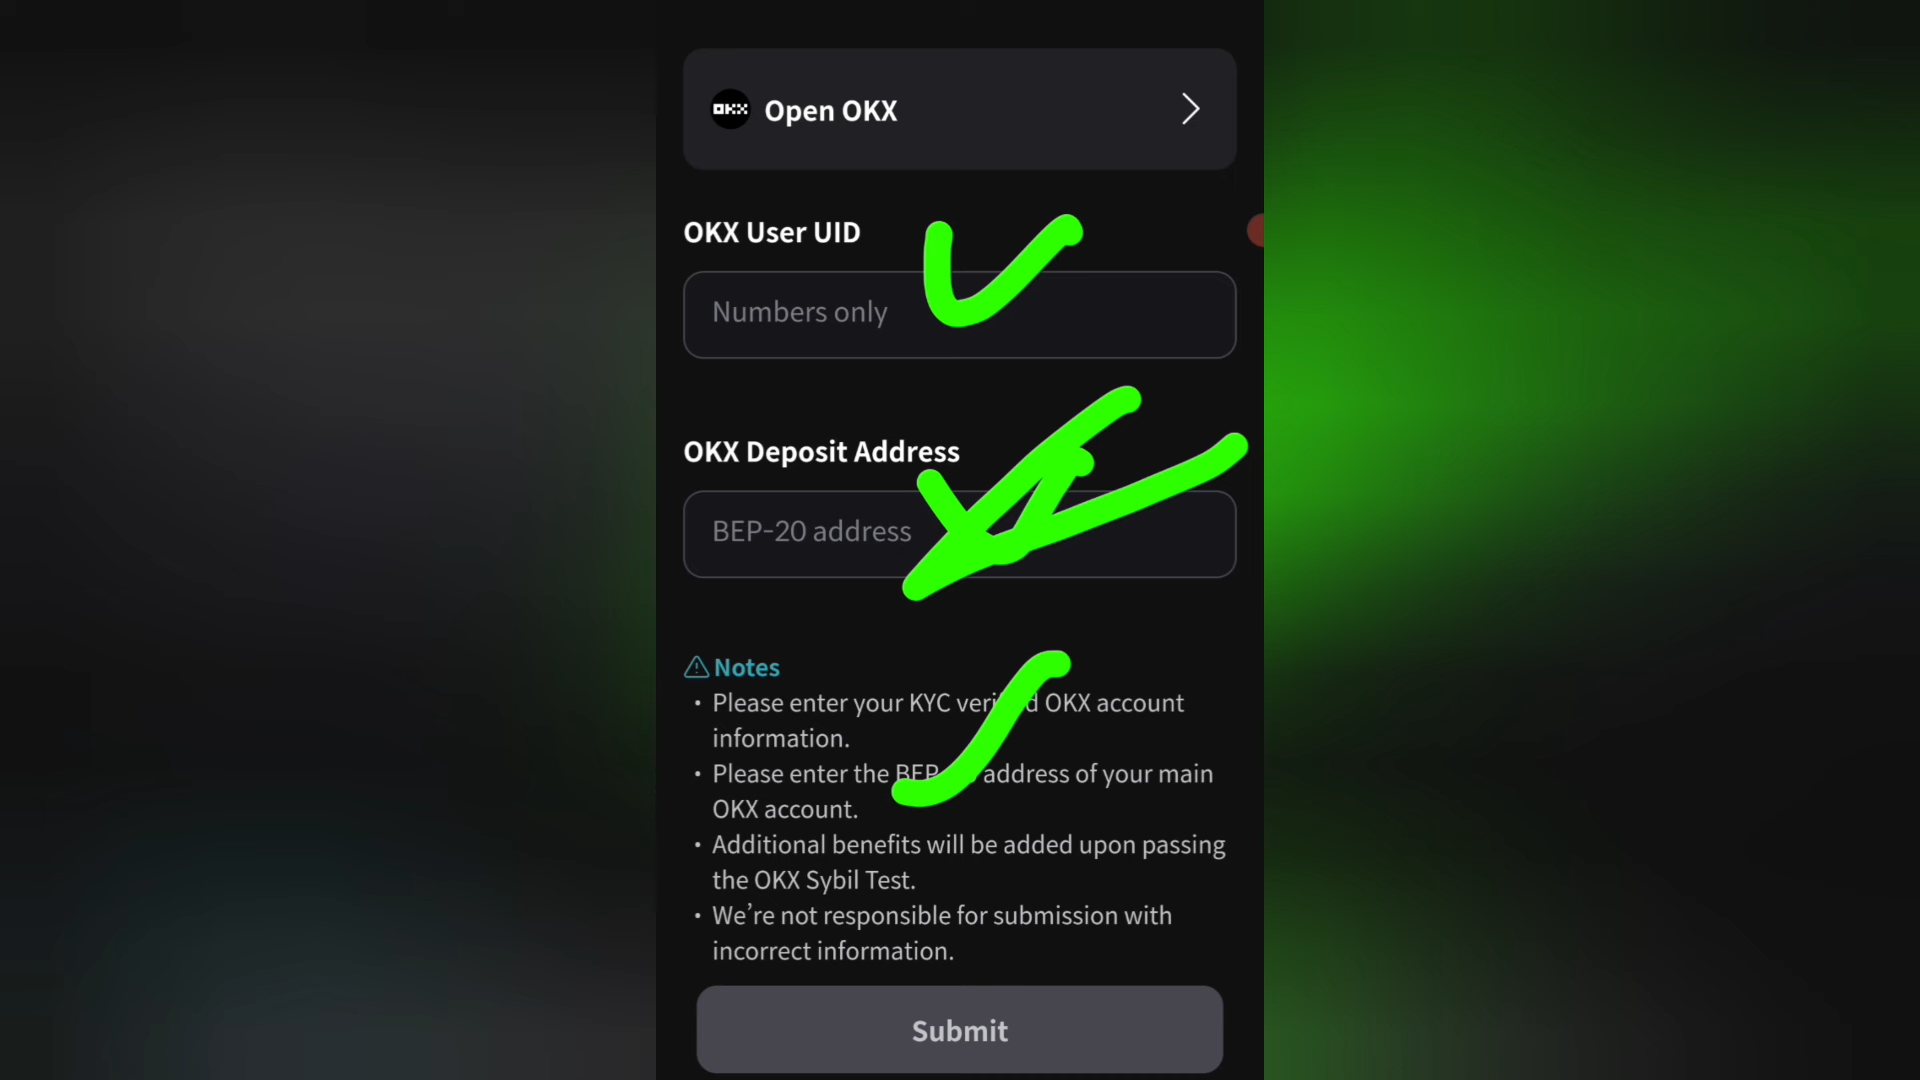 OKX Open OKX
OKX User UID
Numbers only
OKX Deposit Address
BEP-20 address
Notes
• Please enter your KYC OKX account
information.
• Please enter the address of your main
OKX account.
• Additional benefits will be added upon passing
the OKX Sybil Test.
• We’re not responsible for submission with
incorrect information.
Submit